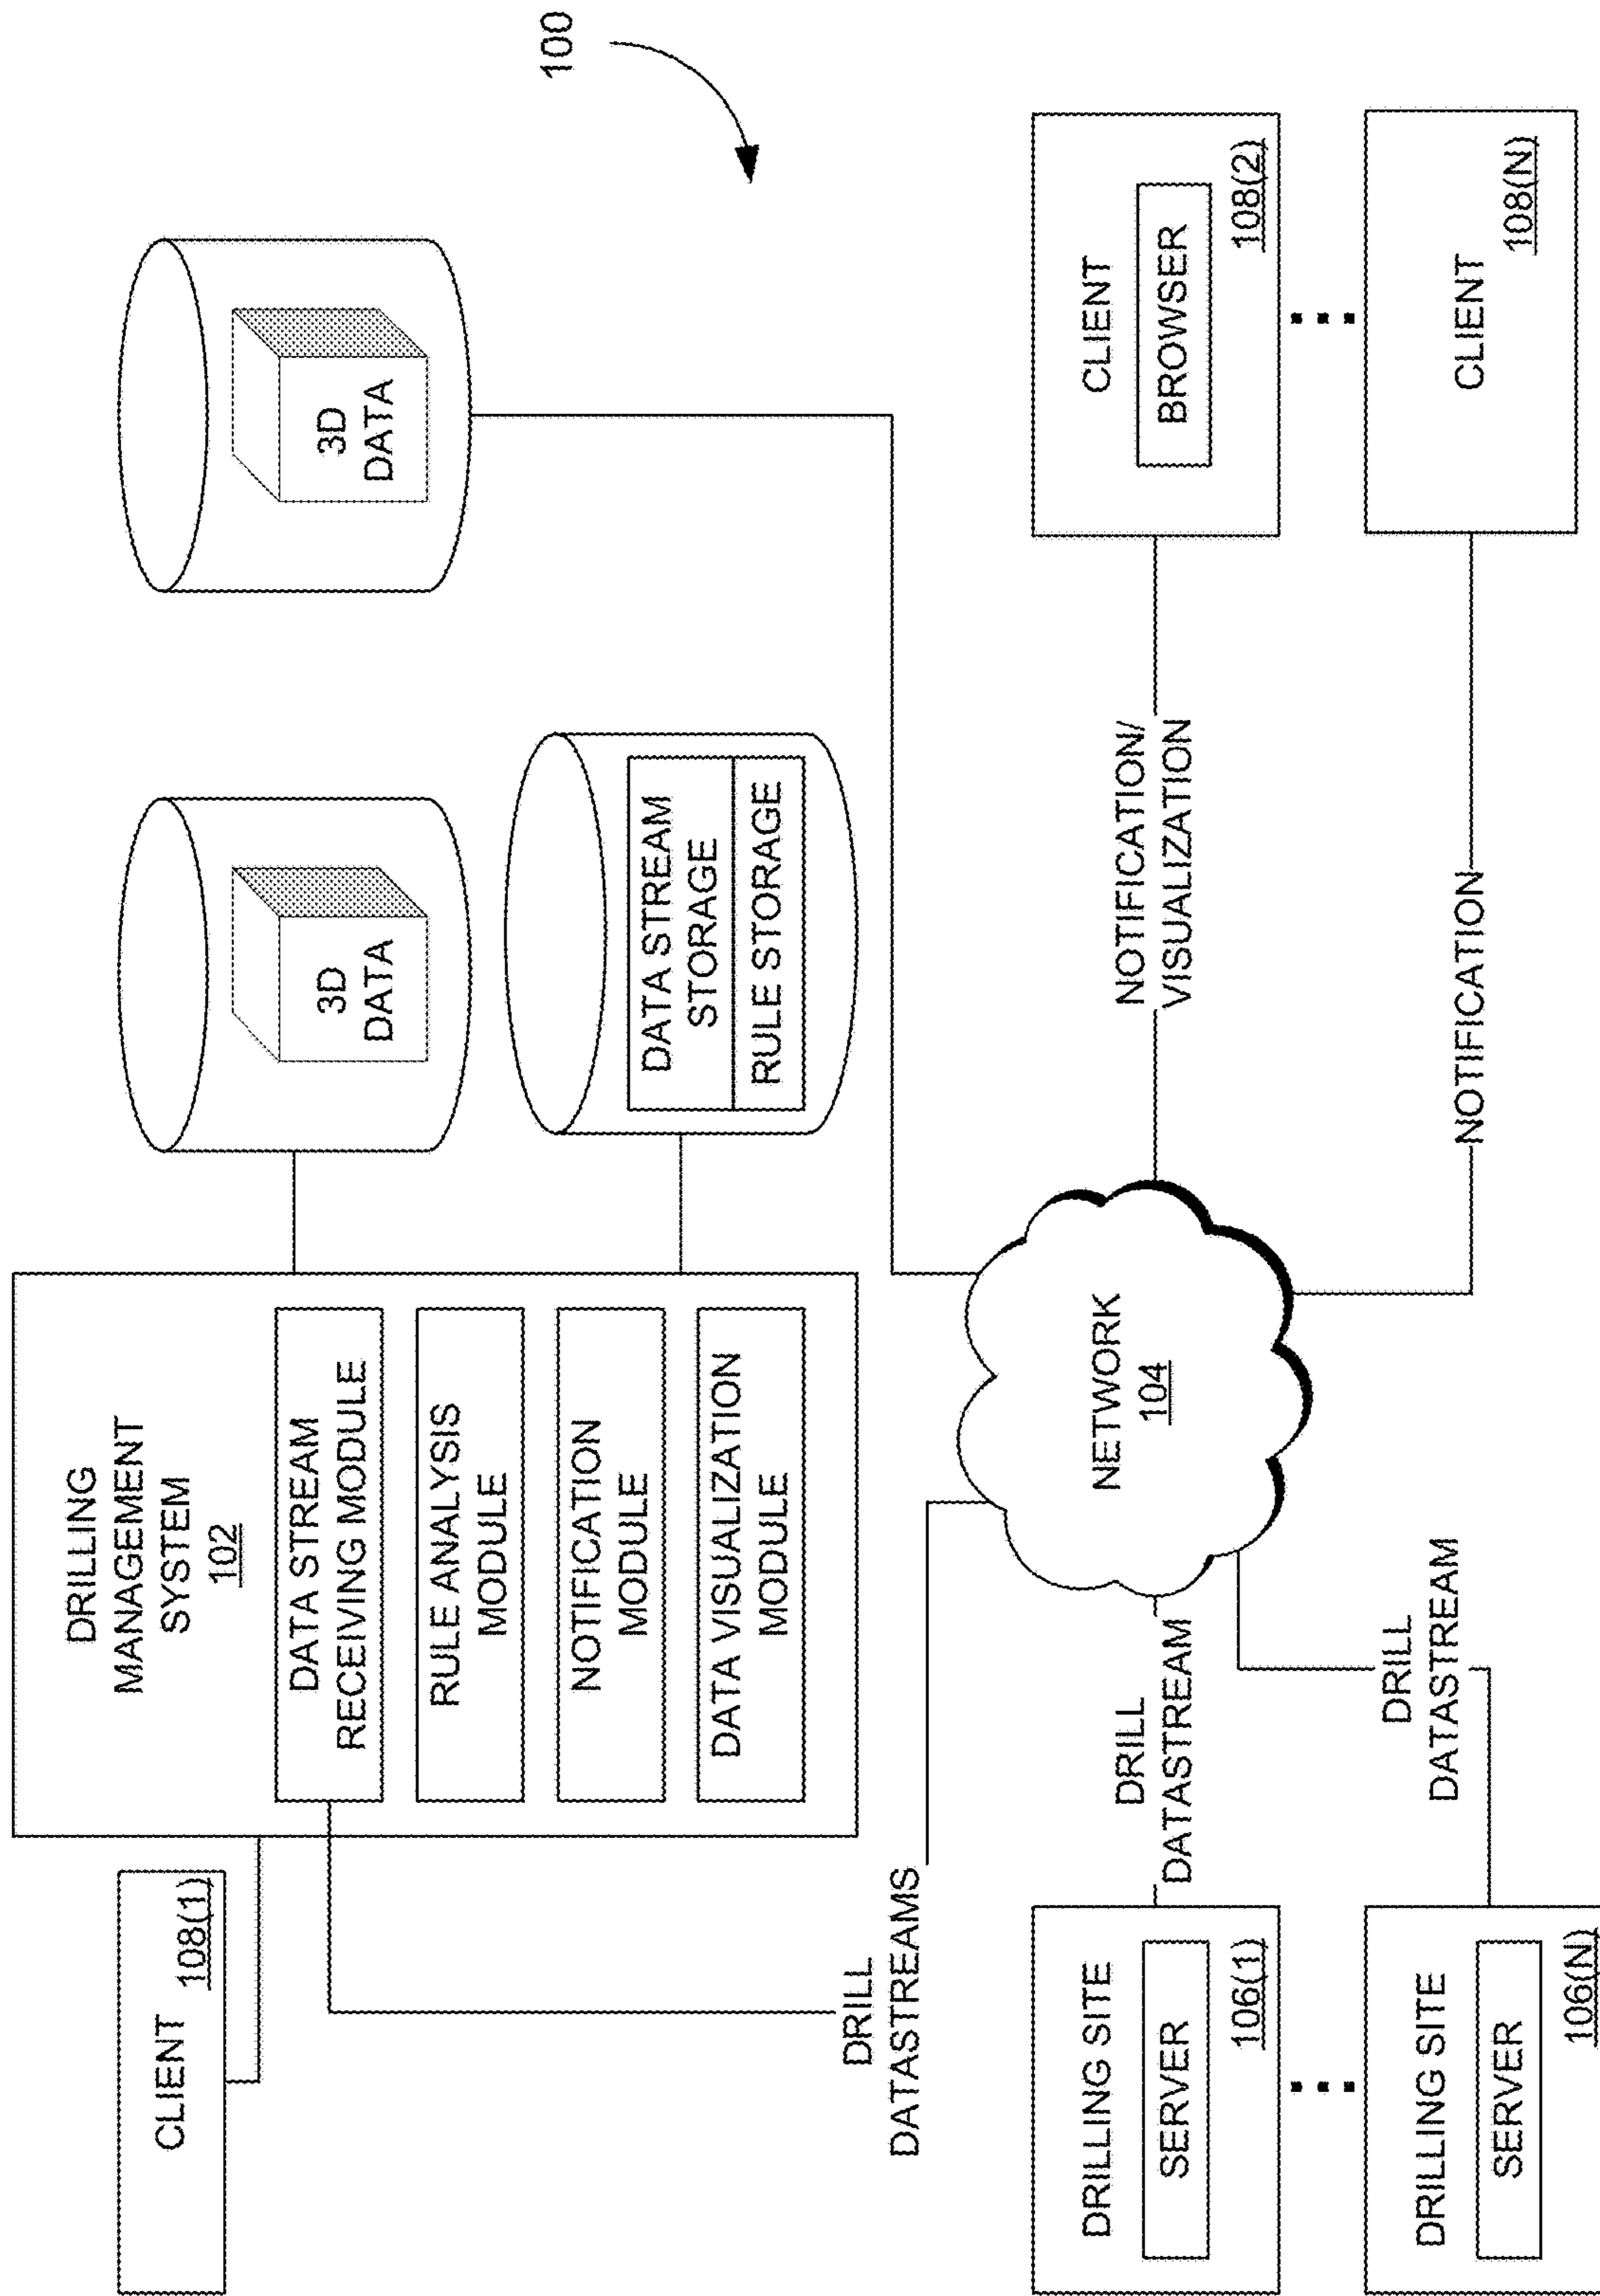 100
CLIENT
108(1)
DRILLING
MANAGEMENT
SYSTEM
102
DATA STREAM
RECEIVING MODULE
RULE ANALYSIS
MODULE
NOTIFICATION
MODULE
DATA VISUALIZATION
MODULE
3D
DATA
3D
DATA
DATA STREAM
STORAGE
RULE STORAGE
DRILL
DATASTREAMS
NETWORK
104
DRILLING SITE
SERVER
106(1)
DRILL
DATASTREAM
NOTIFICATION/
VISUALIZATION
CLIENT
BROWSER
108(2)
DRILLING SITE
SERVER
106(N)
DRILL
DATASTREAM
NOTIFICATION
CLIENT
108(N)